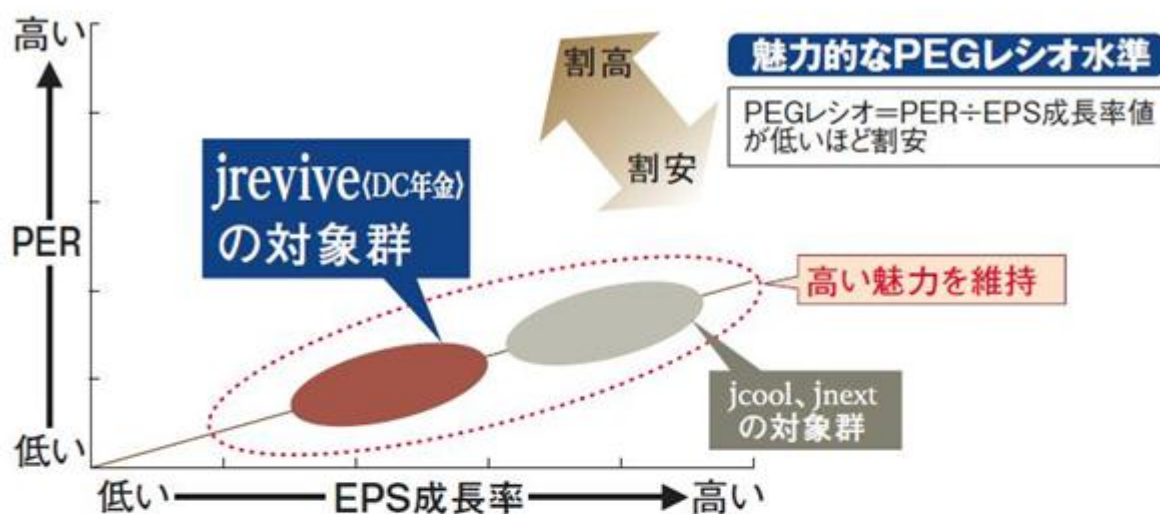 高い
PER
低い
低い
EPS成長率
高い
割高
割安
魅力的なPEGレシオ水準
PEGレシオ=PER÷EPS成長率値
が低いほど割安
jrevive〈DC年金〉
の対象群
高い魅力を維持
jcool、jnext
の対象群